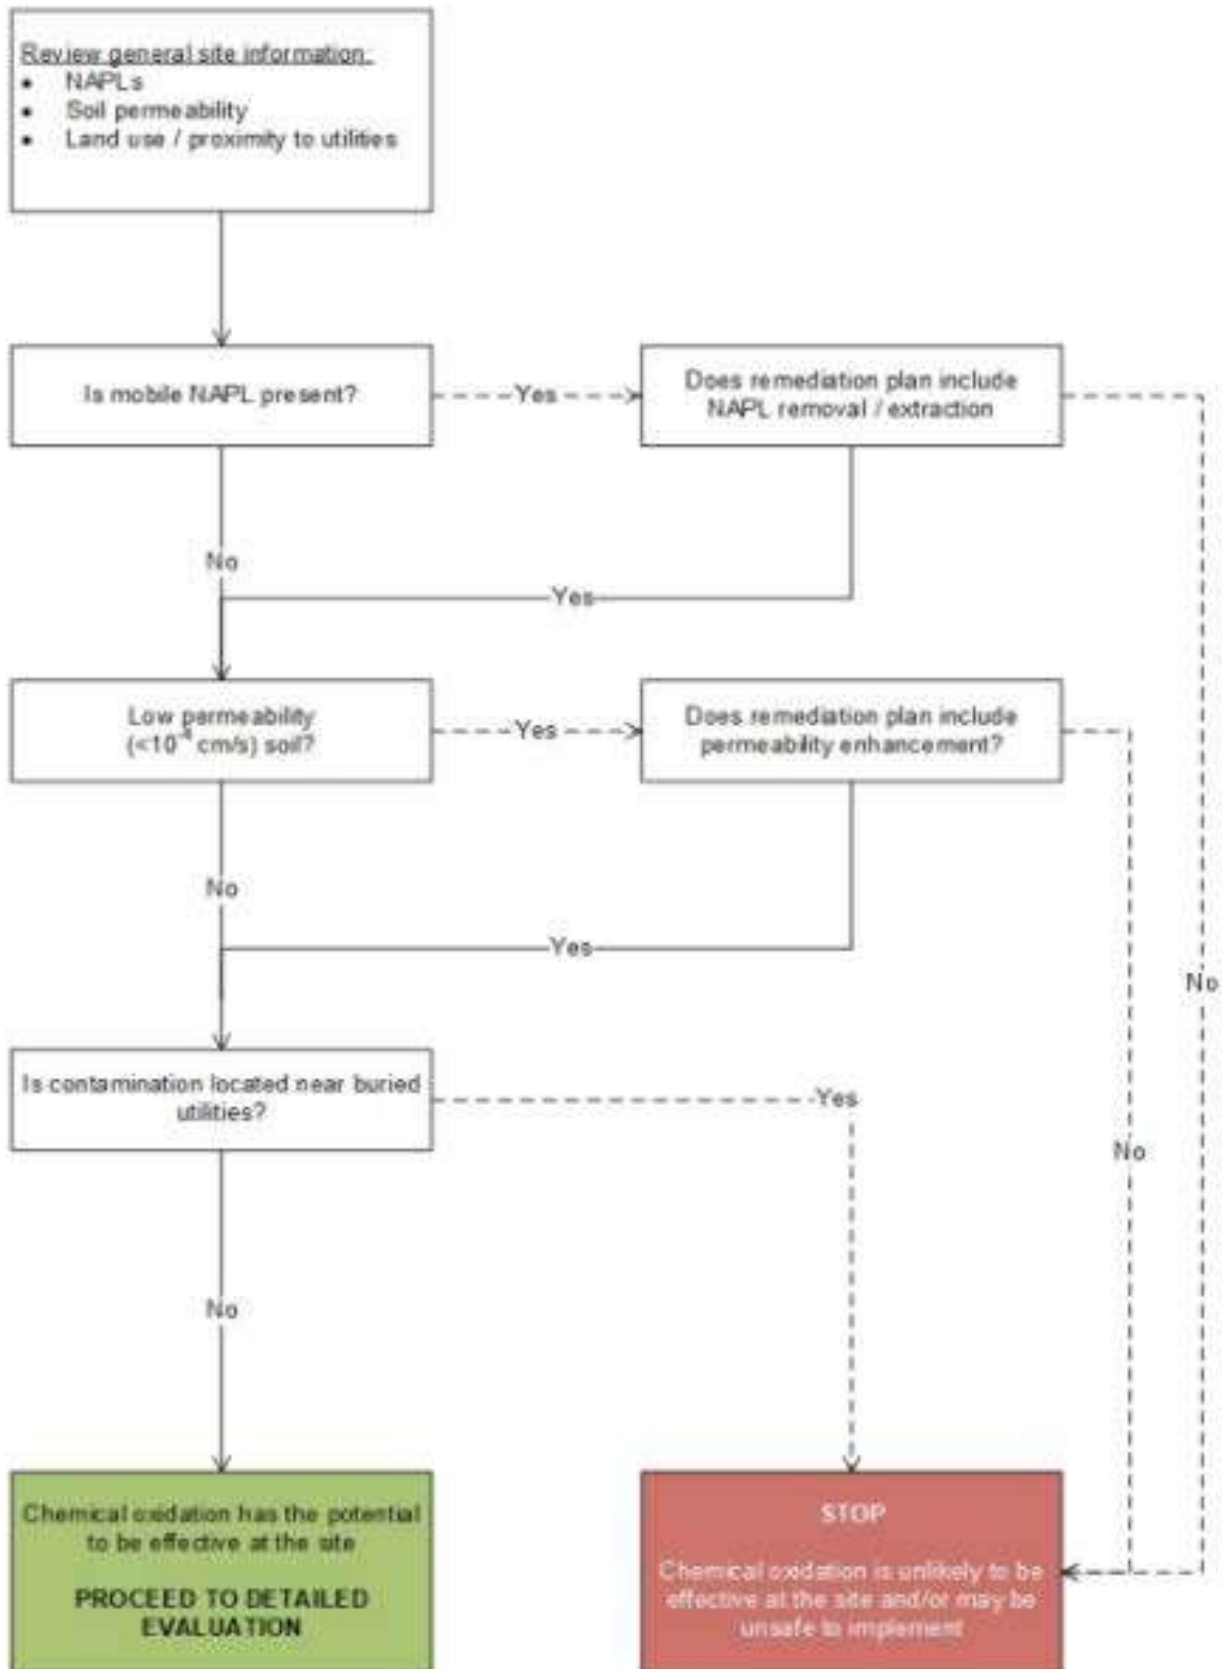 Review general site information:
• NAPLs
• Soil permeability
• Land use / proximity to utilities
Is mobile NAPL present?
Yes
Does remediation plan include
NAPL removal / extraction
No
Yes
Low permeability
(<10⁻⁴ cm/s) soil?
Yes
Does remediation plan include
permeability enhancement?
No
Yes
No
Is contamination located near buried
utilities?
Yes
No
No
Chemical oxidation has the potential
to be effective at the site
PROCEED TO DETAILED
EVALUATION
STOP
Chemical oxidation is unlikely to be
effective at the site and/or may be
unsafe to implement